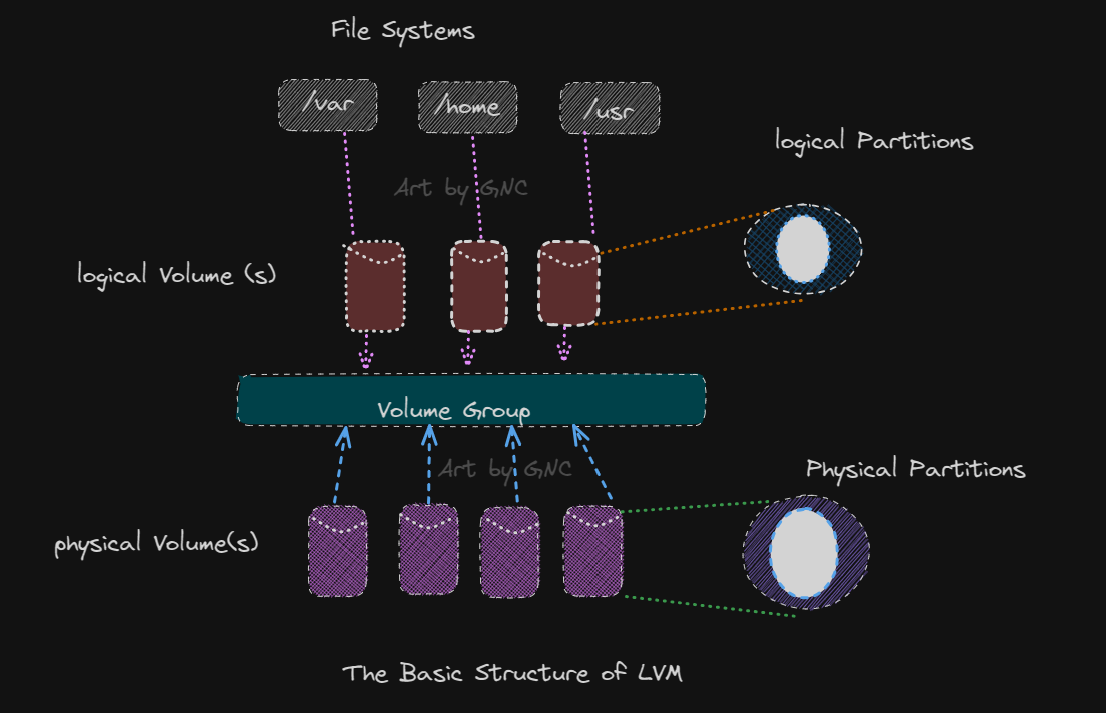 File Systems
/var
/home
/usr
logical Partitions
Art by GNC
logical Volume (s)
Volume Group
Art by GNC
Physical Partitions
physical Volume(s)
The Basic Structure of LVM